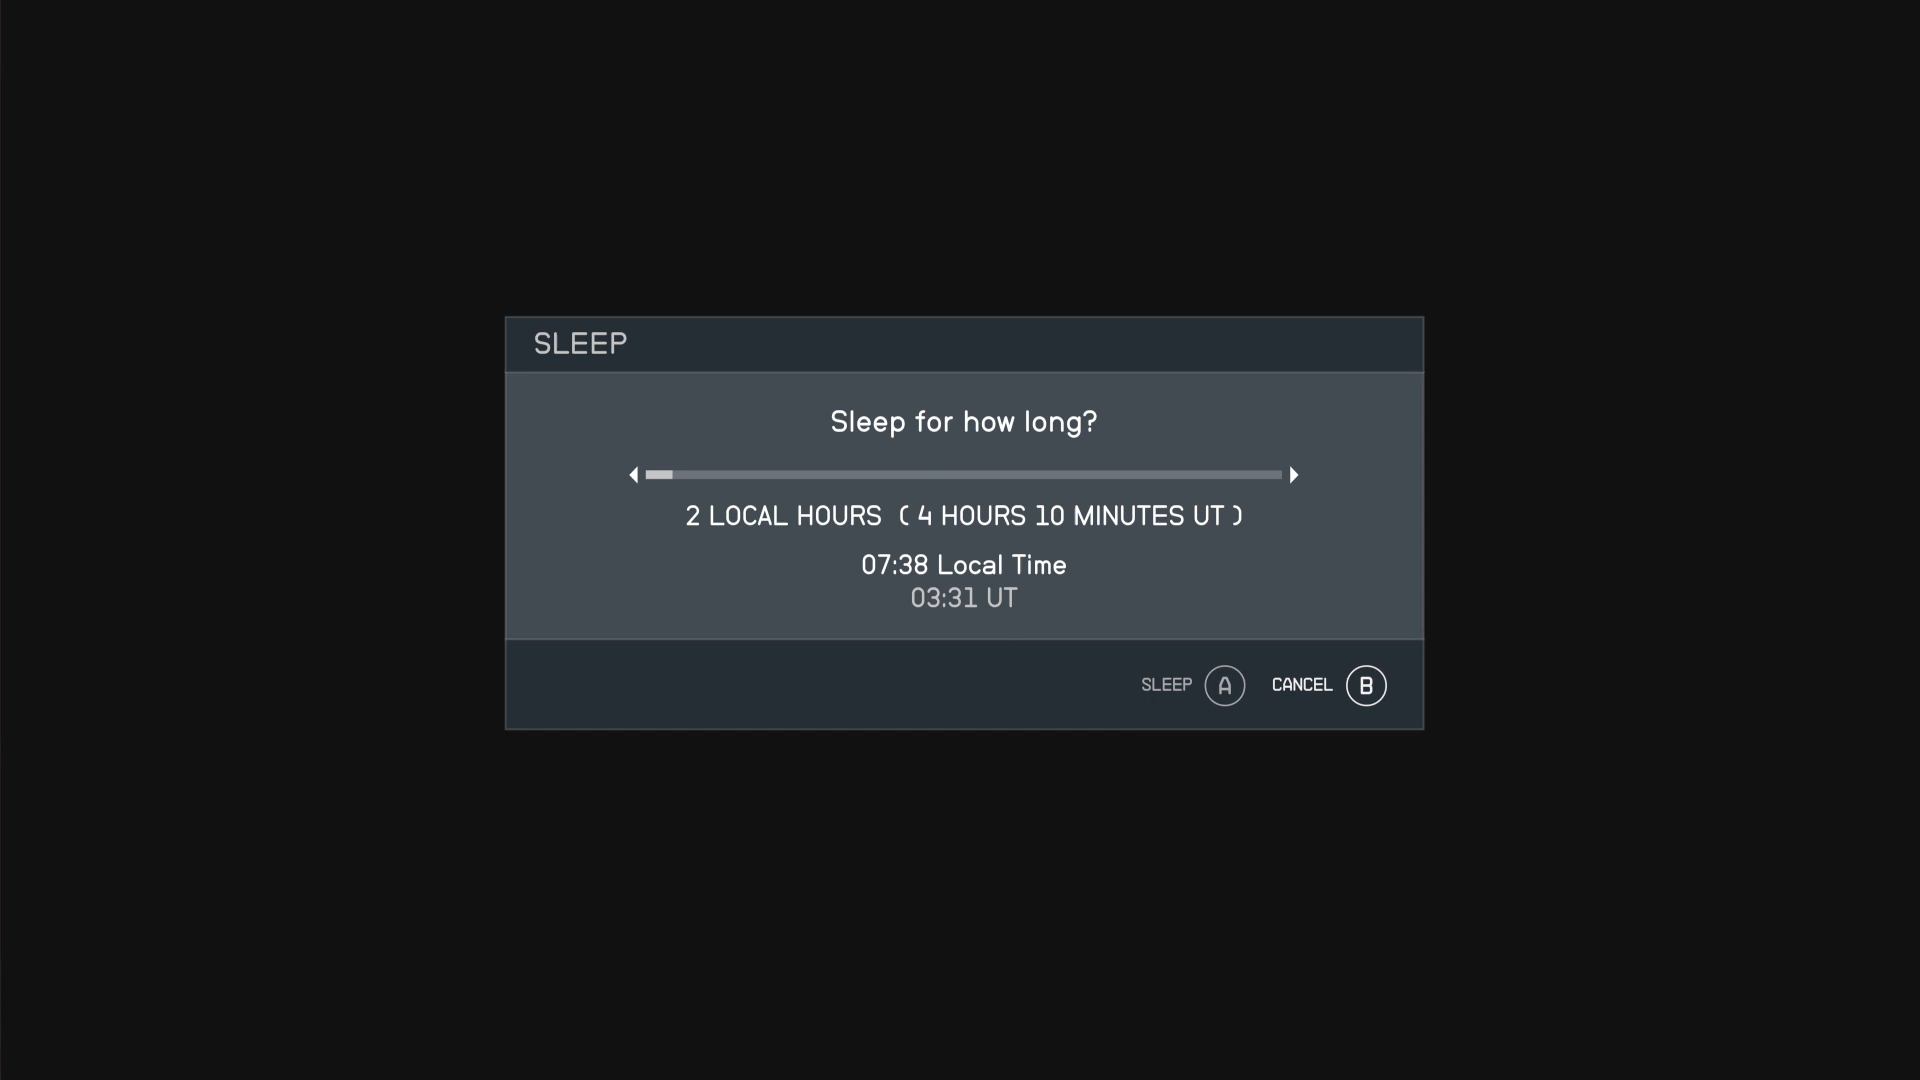 SLEEP
Sleep for how long?
2 LOCAL HOURS ( 4 HOURS 10 MINUTES UT )
07:38 Local Time
03:31 UT
SLEEP A CANCEL B